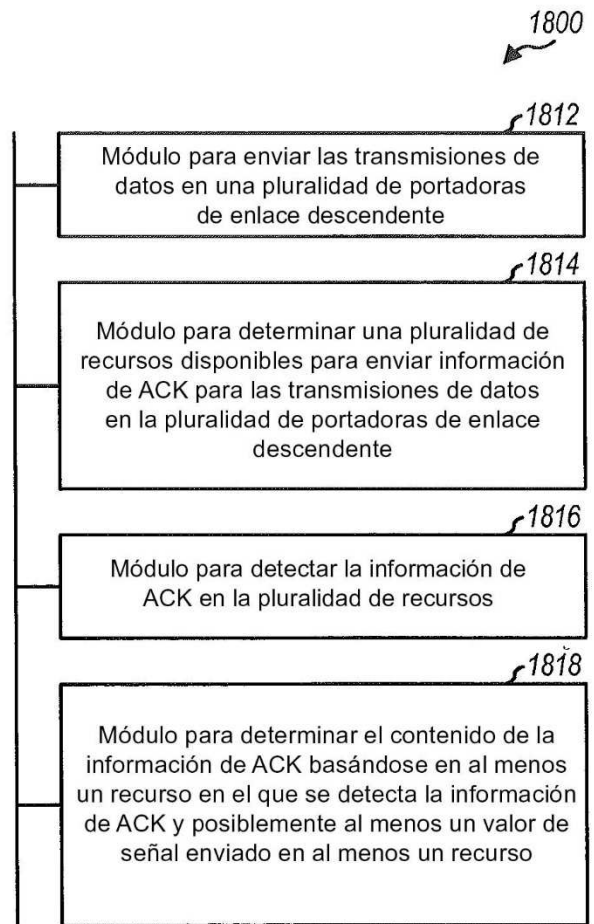 1800
1812
Módulo para enviar las transmisiones de
datos en una pluralidad de portadoras
de enlace descendente
1814
Módulo para determinar una pluralidad de
recursos disponibles para enviar información
de ACK para las transmisiones de datos
en la pluralidad de portadoras de enlace
descendente
1816
Módulo para detectar la información de
ACK en la pluralidad de recursos
1818
Módulo para determinar el contenido de la
información de ACK basándose en al menos
un recurso en el que se detecta la información
de ACK y posiblemente al menos un valor de
señal enviado en al menos un recurso